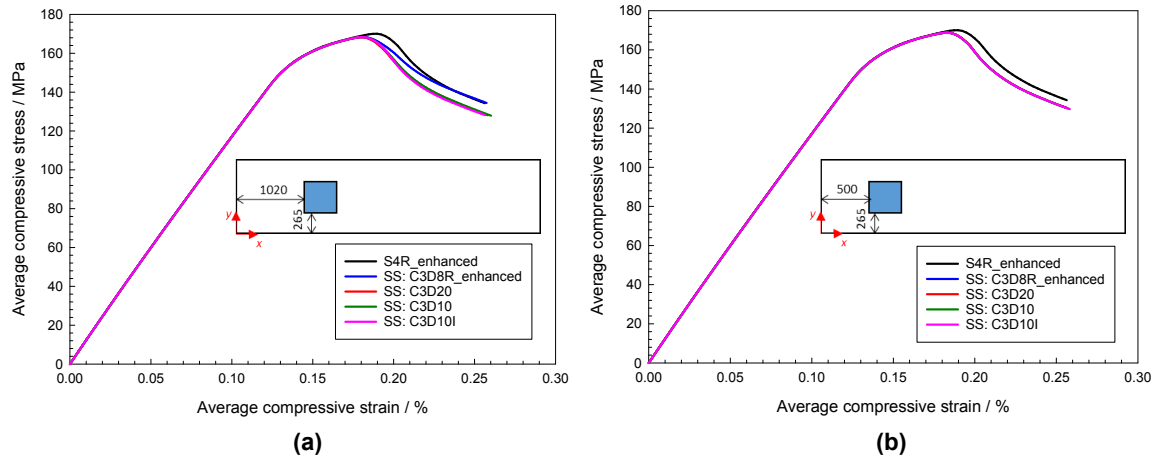 180
160
140
120
100
80
60
40
20
0
Average compressive stress / MPa
0.00 0.05 0.10 0.15 0.20 0.25 0.30
Average compressive strain / %
1020
265
y
x
S4R_enhanced
SS: C3D8R_enhanced
SS: C3D20
SS: C3D10
SS: C3D10I
(a)
180
160
140
120
100
80
60
40
20
0
Average compressive stress / MPa
0.00 0.05 0.10 0.15 0.20 0.25 0.30
Average compressive strain / %
500
265
y
x
S4R_enhanced
SS: C3D8R_enhanced
SS: C3D20
SS: C3D10
SS: C3D10I
(b)